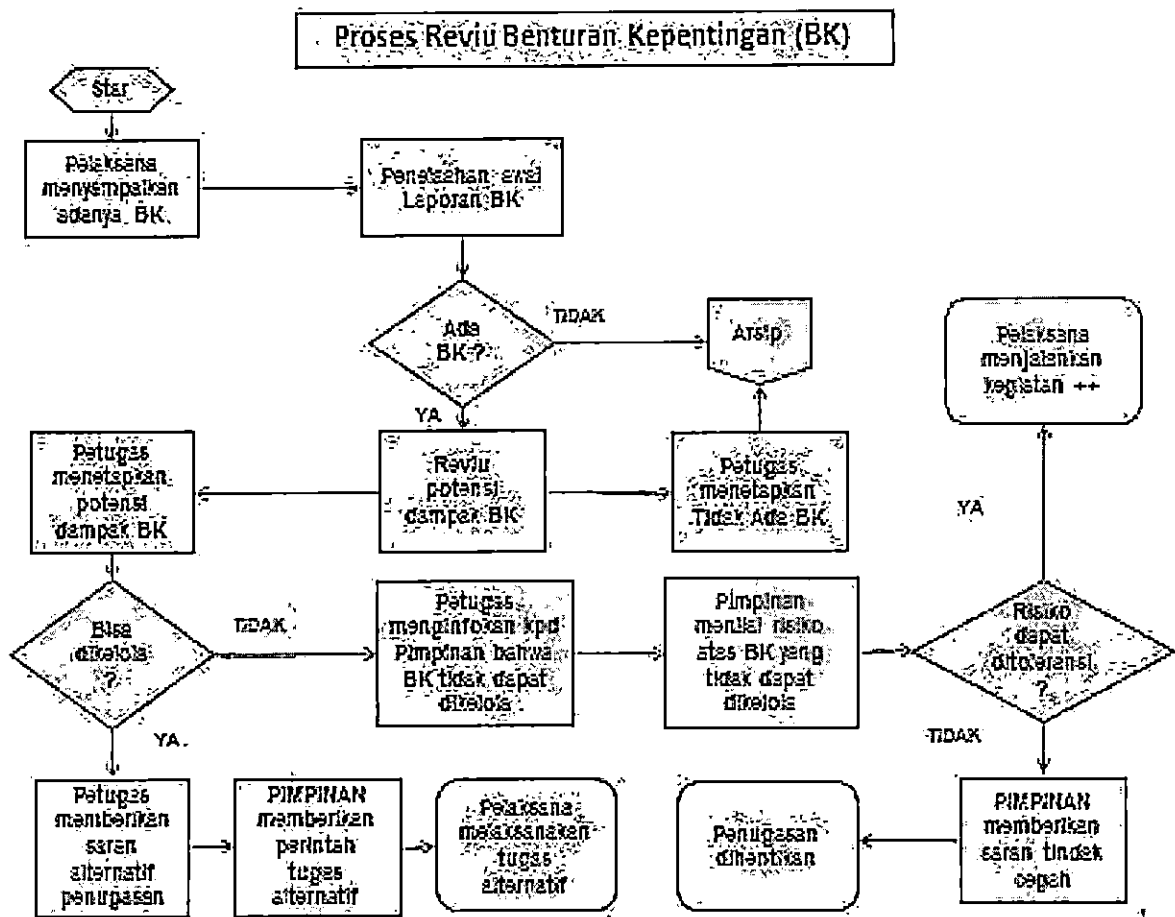 Proses Reviu Benturan Kepentingan (BK)
Star
Pelaksana
menyampaikan
adanya BK
Penelaahan awal
Laporan BK
Ada
BK?
TIDAK
Arsip
Pelaksana
menjalankan
kegiatan ++
YA
Petugas
menetapkan
potensi
dampak BK
Reviu
potensi
dampak BK
Petugas
menetapkan
Tidak Ada BK
YA
Bisa
dikelola
?
TIDAK
Petugas
menginfokan kpd
Pimpinan bahwa
BK tidak dapat
dikelola
Pimpinan
menilai risiko
atas BK yang
tidak dapat
dikelola
Risiko
dapat
ditoleransi
?
YA.
TIDAK
Petugas
memberikan
saran
alternatif
penugasan
PIMPINAN
memberikan
perintah
tugas
alternatif
Pelaksana
melaksanakan
tugas
alternatif
Penugasan
dihentikan
PIMPINAN
memberikan
saran tindak
cegah